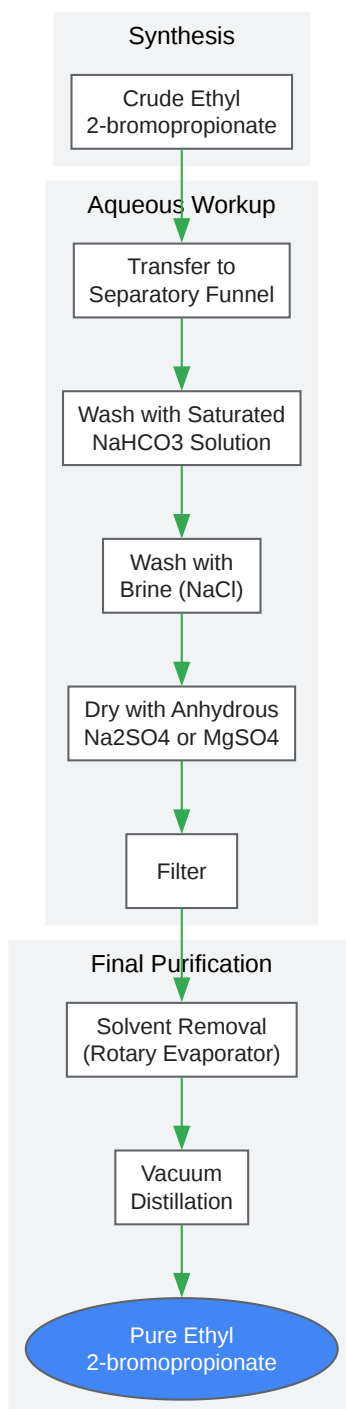 Synthesis
Crude Ethyl
2-bromopropionate
Aqueous Workup
Transfer to
Separatory Funnel
Wash with Saturated
NaHCO3 Solution
Wash with
Brine (NaCl)
Dry with Anhydrous
Na2SO4 or MgSO4
Filter
Final Purification
Solvent Removal
(Rotary Evaporator)
Vacuum
Distillation
Pure Ethyl
2-bromopropionate